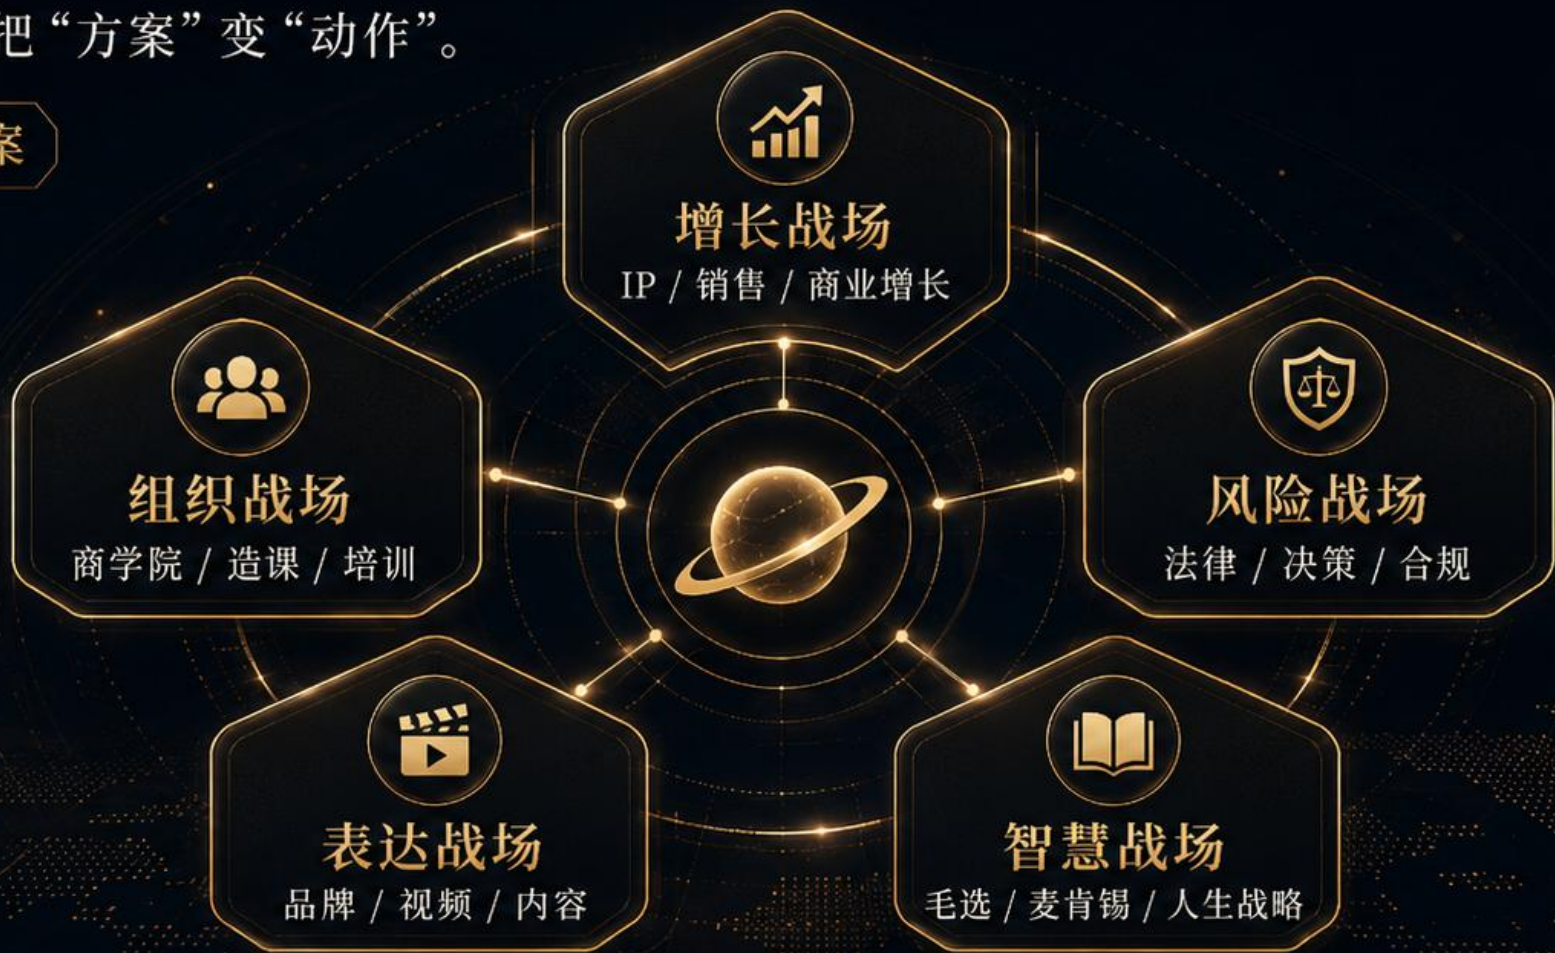 把“方案”变“动作”。
案
增长战场
IP / 销售 / 商业增长
组织战场
商学院 / 造课 / 培训
风险战场
法律 / 决策 / 合规
表达战场
品牌 / 视频 / 内容
智慧战场
毛选 / 麦肯锡 / 人生战略